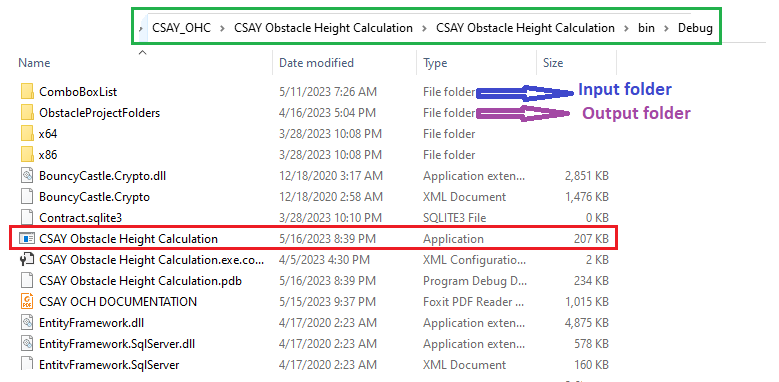 CSAY_OHC > CSAY Obstacle Height Calculation > CSAY Obstacle Height Calculation > bin > Debug
Name Date modified Type Size
ComboBoxList 5/11/2023 7:26 AM File folder Input folder
ObstacleProjectFolders 4/16/2023 5:04 PM File folder Output folder
x64 3/28/2023 10:08 PM File folder
x86 3/28/2023 10:08 PM File folder
BouncyCastle.Crypto.dll 12/18/2020 3:17 AM Application exten... 2,851 KB
BouncyCastle.Crypto 12/18/2020 2:58 AM XML Document 1,476 KB
Contract.sqlite3 3/28/2023 10:10 PM SQLITE3 File 0 KB
CSAY Obstacle Height Calculation 5/16/2023 8:39 PM Application 207 KB
CSAY Obstacle Height Calculation.exe.co... 4/5/2023 4:30 PM XML Configuratio... 2 KB
CSAY Obstacle Height Calculation.pdb 5/16/2023 8:39 PM Program Debug D... 234 KB
CSAY OCH DOCUMENTATION 5/15/2023 9:37 PM Foxit PDF Reader ... 1,015 KB
EntityFramework.dll 4/17/2020 2:23 AM Application exten... 4,875 KB
EntityFramework.SqlServer.dll 4/17/2020 2:23 AM Application exten... 578 KB
EntityFramework.SqlServer 4/17/2020 2:23 AM XML Document 160 KB